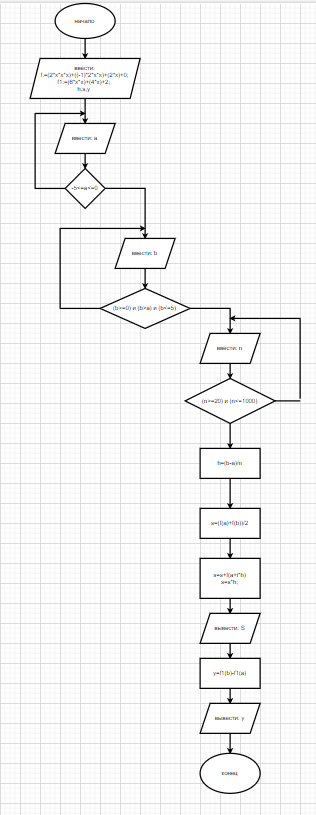 начало
ввести:
f:=(2*x*x*x)+((-1)*2*x*x)+(2*x)+0;
f1:=(6*x*x)+(4*x)+2;
h,s,y
ввести: a
-5<=a<=0
ввести: b
(b>=0) и (b>a) и (b<=5)
ввести: n
(n>=20) и (n<=1000)
h=(b-a)/n
s=(f(a)+f(b))/2
s=s+f(a+i*h)
s=s*h;
вывести: S
y=f1(b)-f1(a)
вывести: y
конец